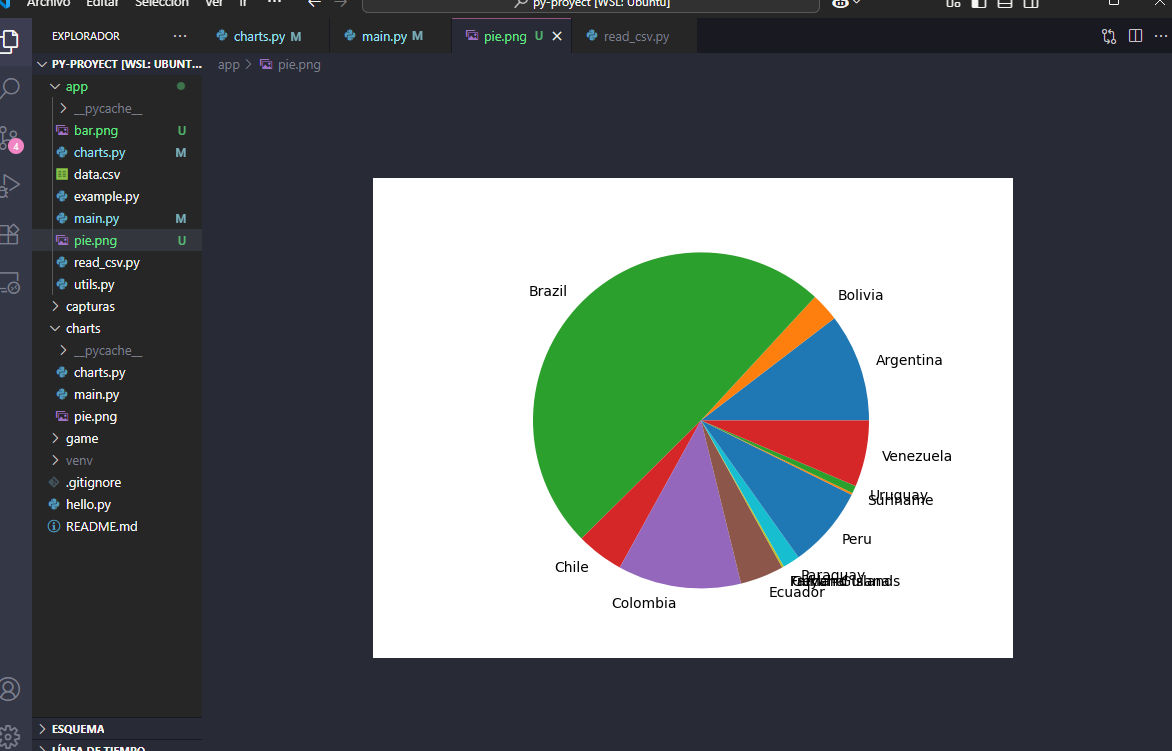 Archivo Editar Selección Ver Ir ··· py-proyect [WSL: Ubuntu]
EXPLORADOR ···
charts.py M main.py M pie.png U read_csv.py
PY-PROYECT [WSL: UBUNT...
app > pie.png
app
__pycache__
bar.png U
charts.py M
data.csv
example.py
main.py M
pie.png U
read_csv.py
utils.py
capturas
charts
__pycache__
charts.py
main.py
pie.png
game
venv
.gitignore
hello.py
README.md
4
ESQUEMA
LÍNEA DE TIEMPO
Brazil
Bolivia
Argentina
Venezuela
Uruguay
Suriname
Peru
Paraguay
Ecuador
Colombia
Chile